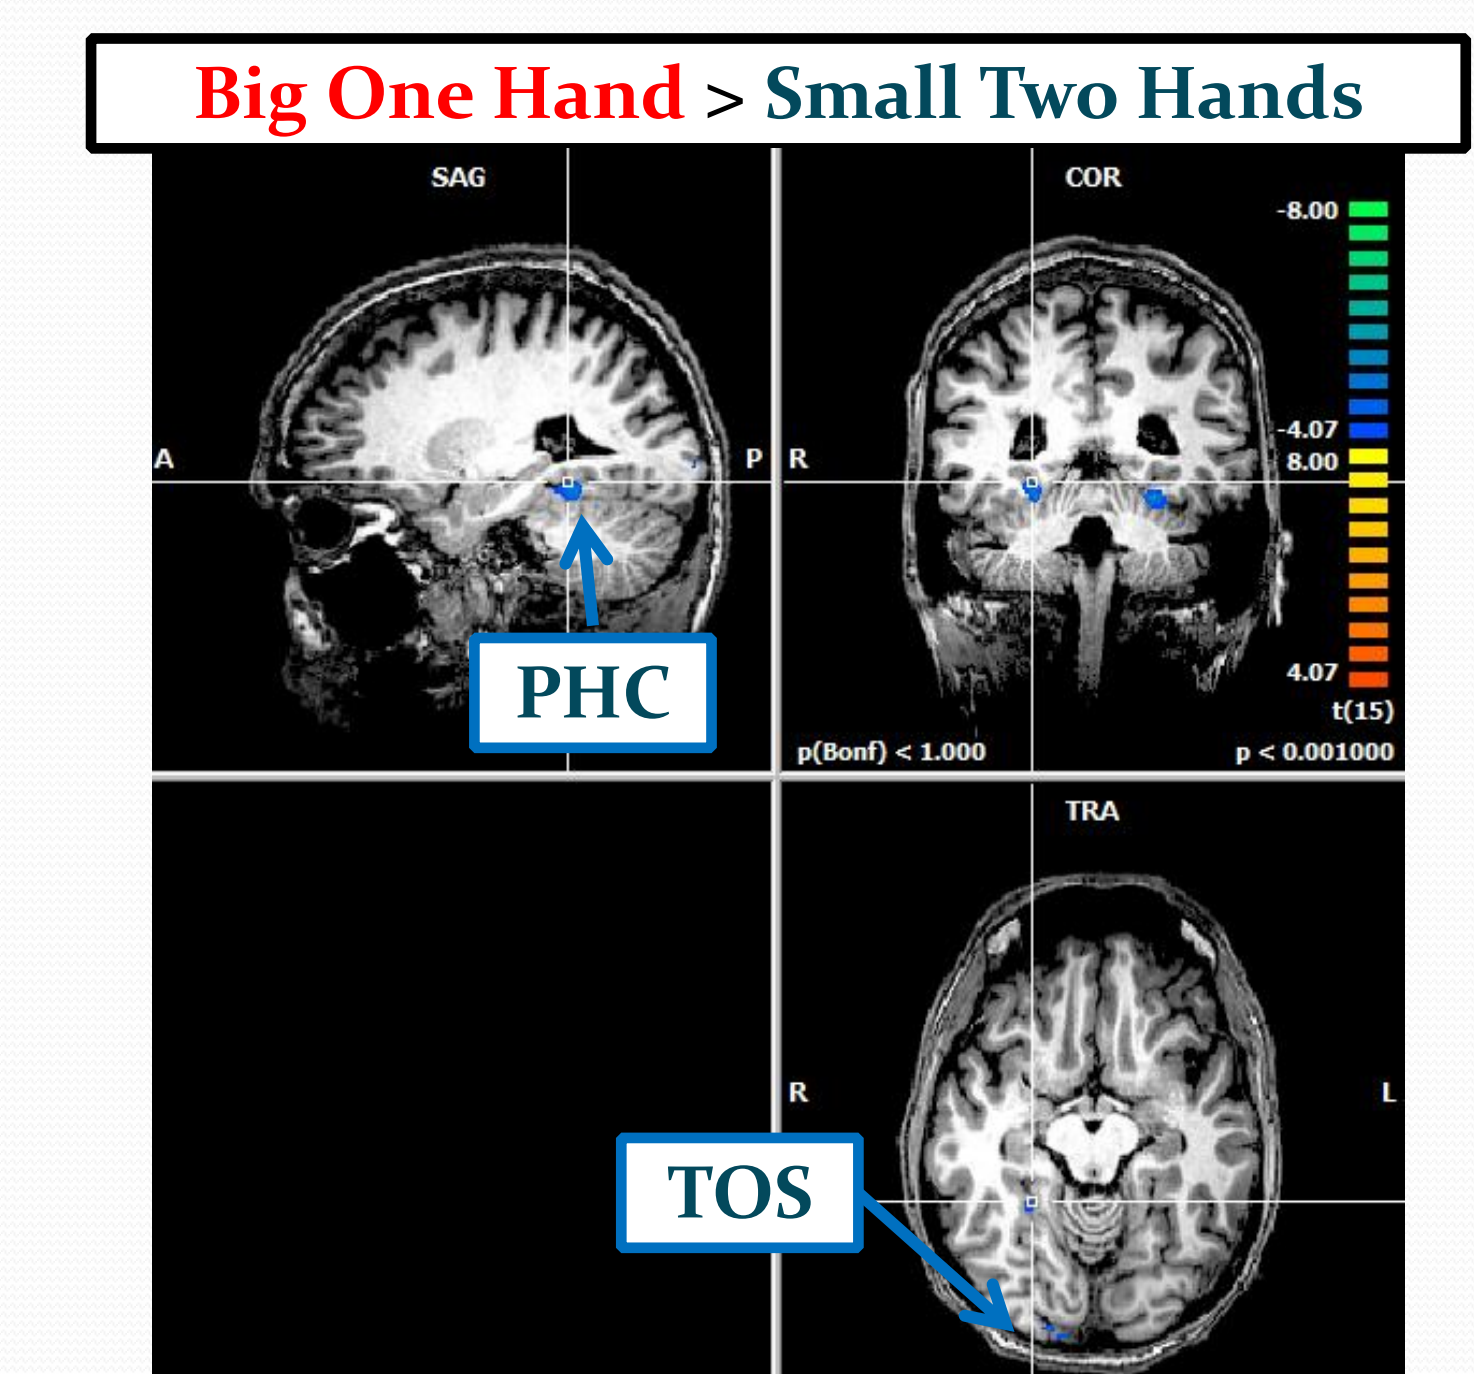 Big One Hand > Small Two Hands
SAG
A
P
PHC
COR
-8.00
-4.07
8.00
R
4.07
t(15)
p(Bonf) < 1.000
p < 0.001000
TRA
R
L
TOS